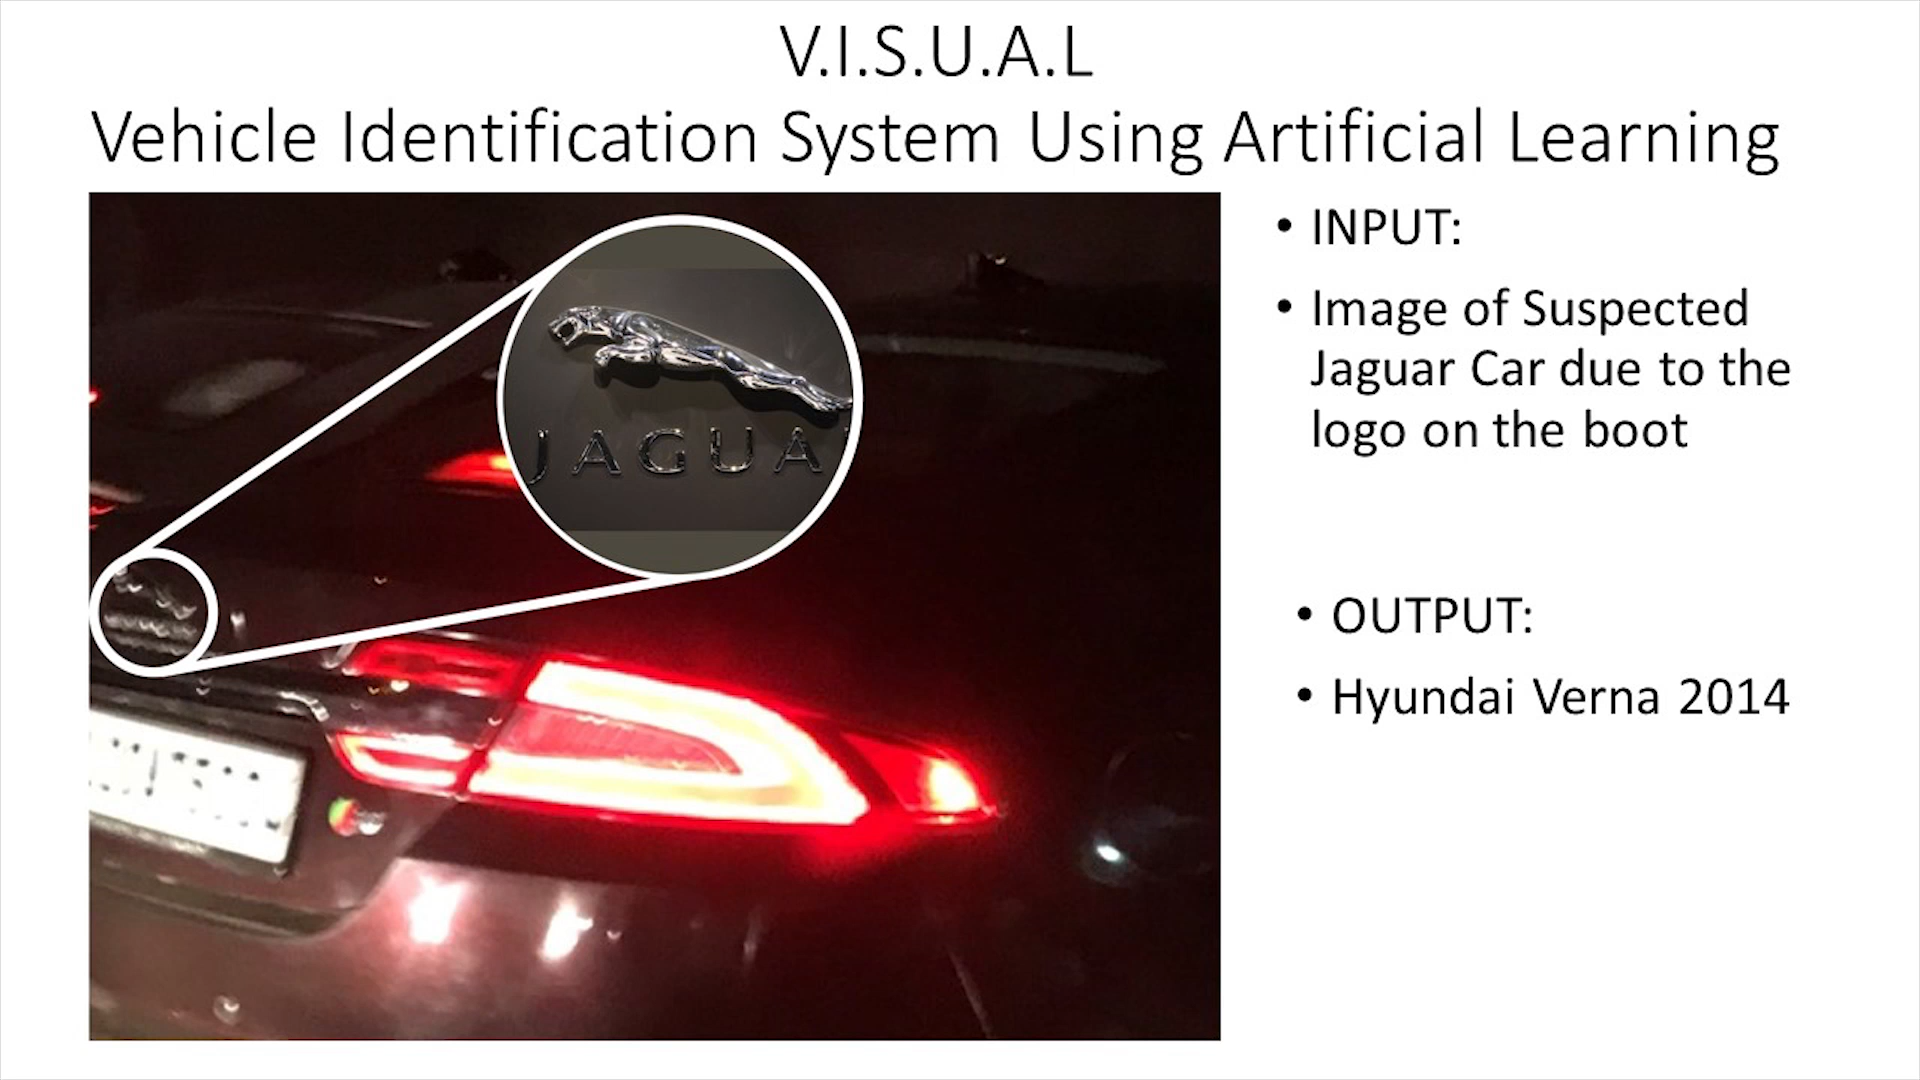 V.I.S.U.A.L
Vehicle Identification System Using Artificial Learning
JAGUA
• INPUT:
• Image of Suspected
Jaguar Car due to the
logo on the boot
• OUTPUT:
• Hyundai Verna 2014